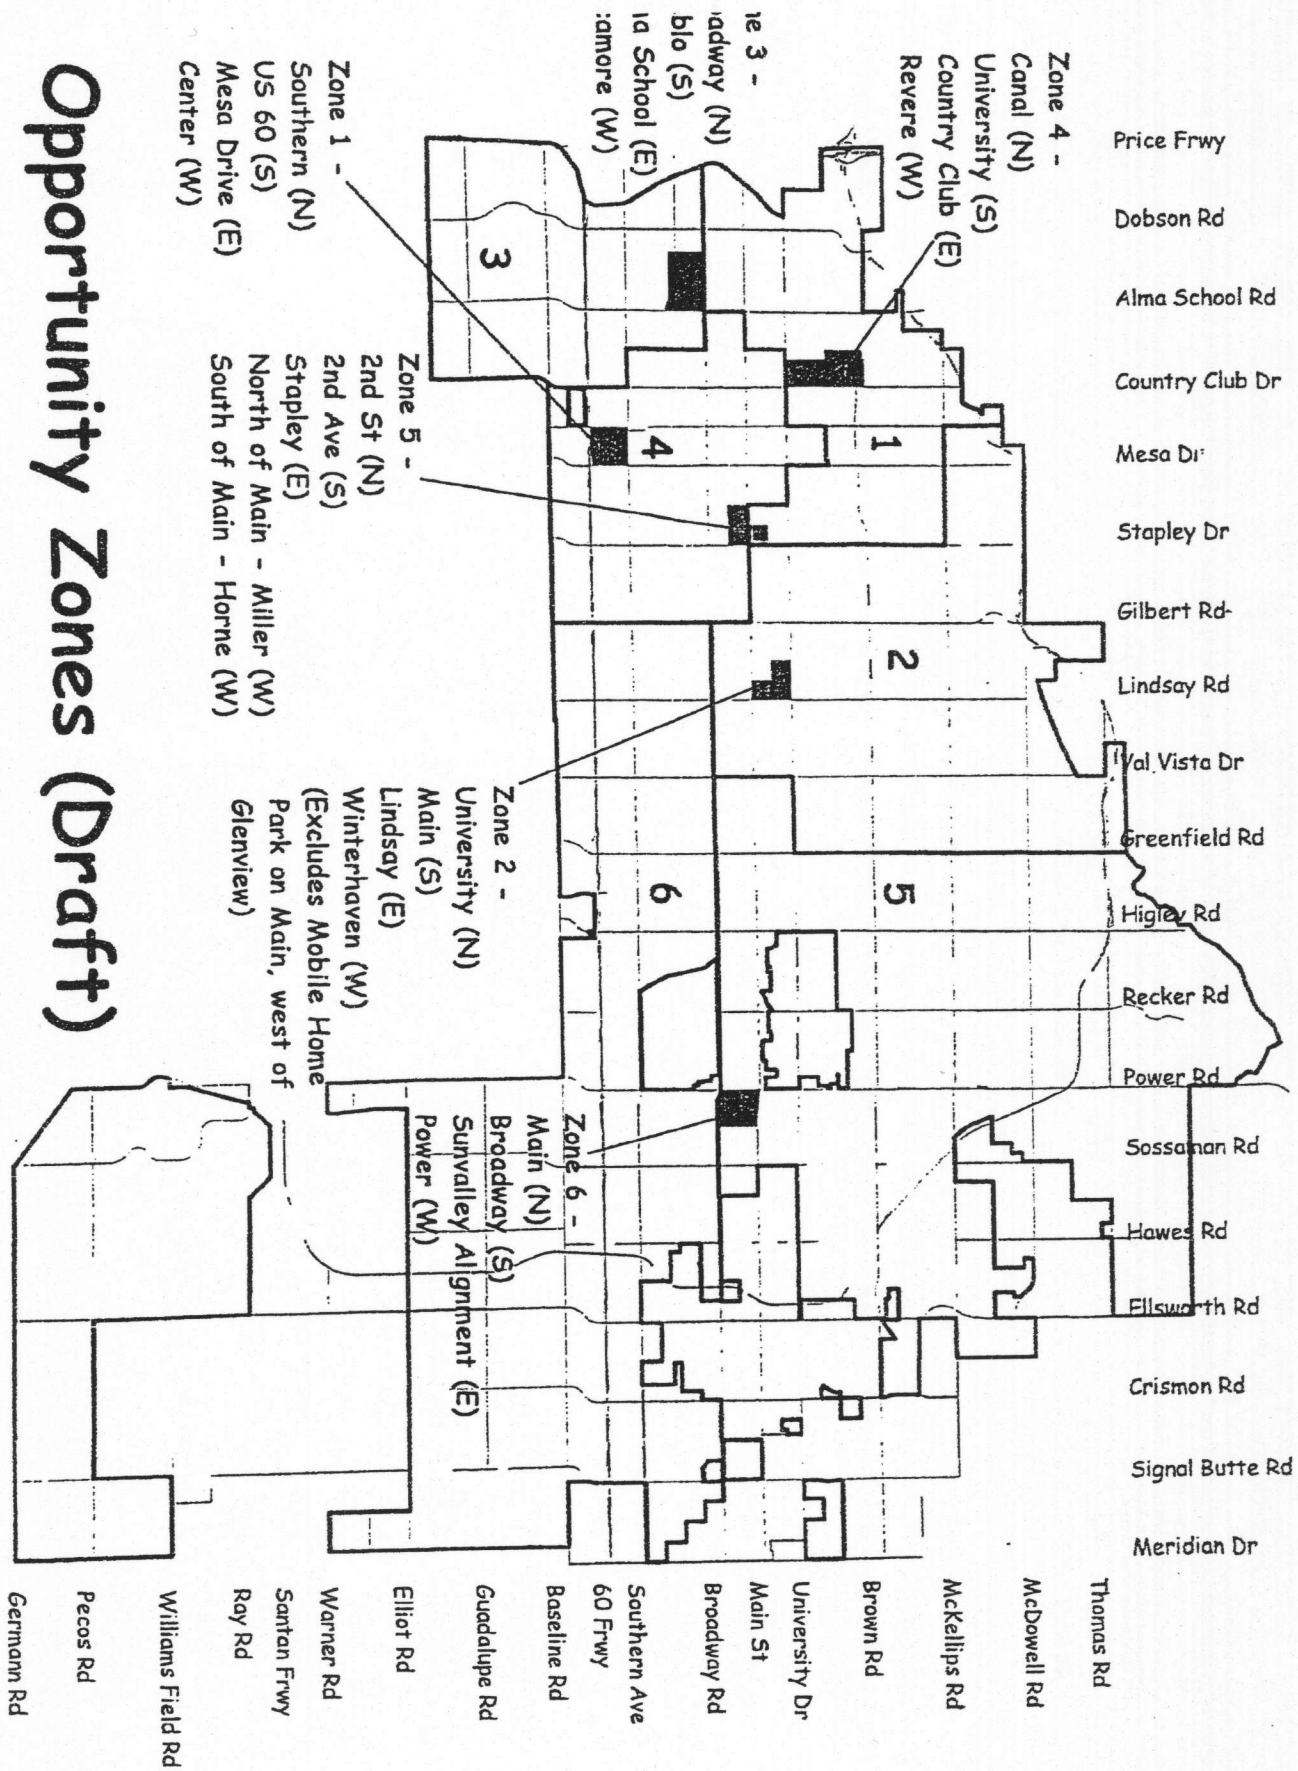 Opportunity Zones (Draft)
Zone 4 -
Canal (N)
University (S)
Country Club (E)
Revere (W)
ne 3 -
adway (N)
blo (S)
na School (E)
amore (W)
Zone 1 -
Southern (N)
US 60 (S)
Mesa Drive (E)
Center (W)
Zone 5 -
2nd St (N)
2nd Ave (S)
Stapley (E)
North of Main - Miller (W)
South of Main - Horne (W)
Zone 2 -
University (N)
Main (S)
Lindsay (E)
Winterhaven (W)
(Excludes Mobile Home
Park on Main, west of
Glenview)
Zone 6 -
Main (N)
Broadway (S)
Sunvalley Alignment (E)
Power (W)
1
2
3
4
5
6
Price Frwy
Dobson Rd
Alma School Rd
Country Club Dr
Mesa Dr
Stapley Dr
Gilbert Rd
Lindsay Rd
Val Vista Dr
Greenfield Rd
Higley Rd
Recker Rd
Power Rd
Sossaman Rd
Hawes Rd
Ellsworth Rd
Crismon Rd
Signal Butte Rd
Meridian Dr
Thomas Rd
McDowell Rd
McKellips Rd
Brown Rd
University Dr
Main St
Broadway Rd
Southern Ave
60 Frwy
Baseline Rd
Guadalupe Rd
Elliot Rd
Warner Rd
Santan Frwy
Ray Rd
Williams Field Rd
Pecos Rd
Germann Rd